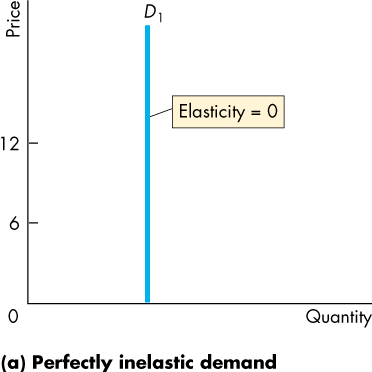 Price
D1
Elasticity = 0
12
6
0
Quantity
(a) Perfectly inelastic demand